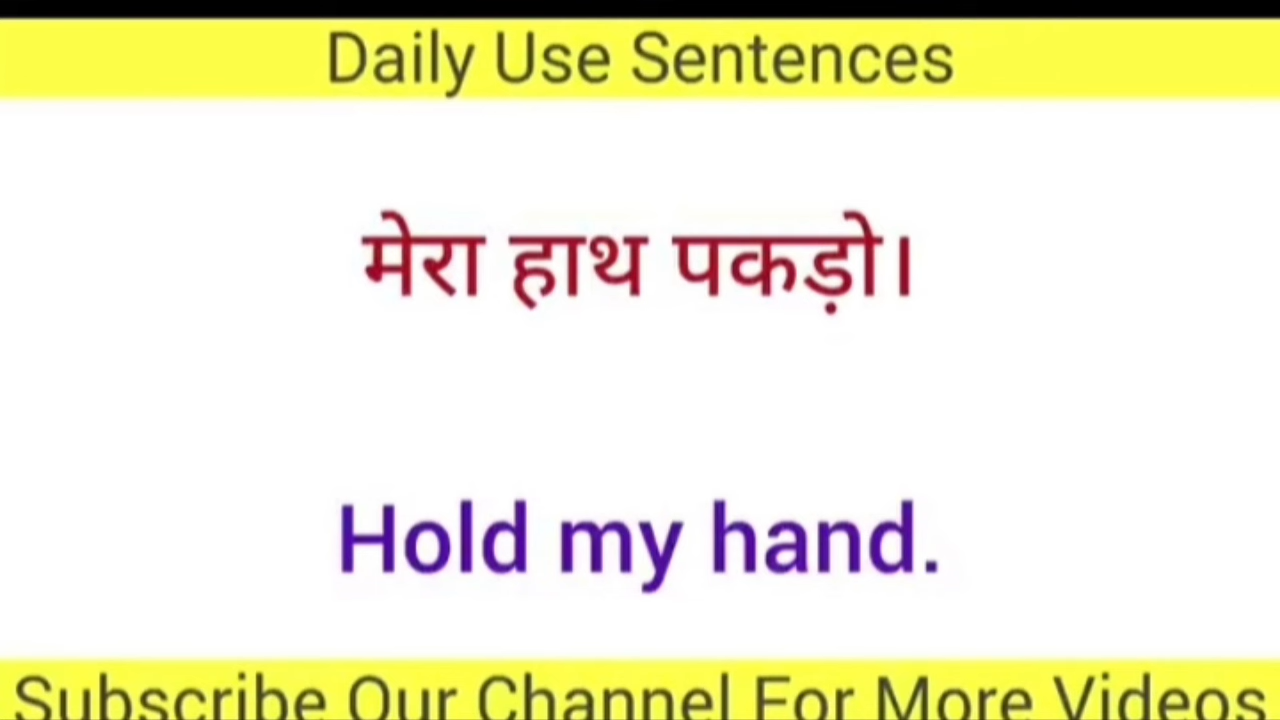 Daily Use Sentences
मेरा हाथ पकड़ो।
Hold my hand.
Subscribe Our Channel For More Videos